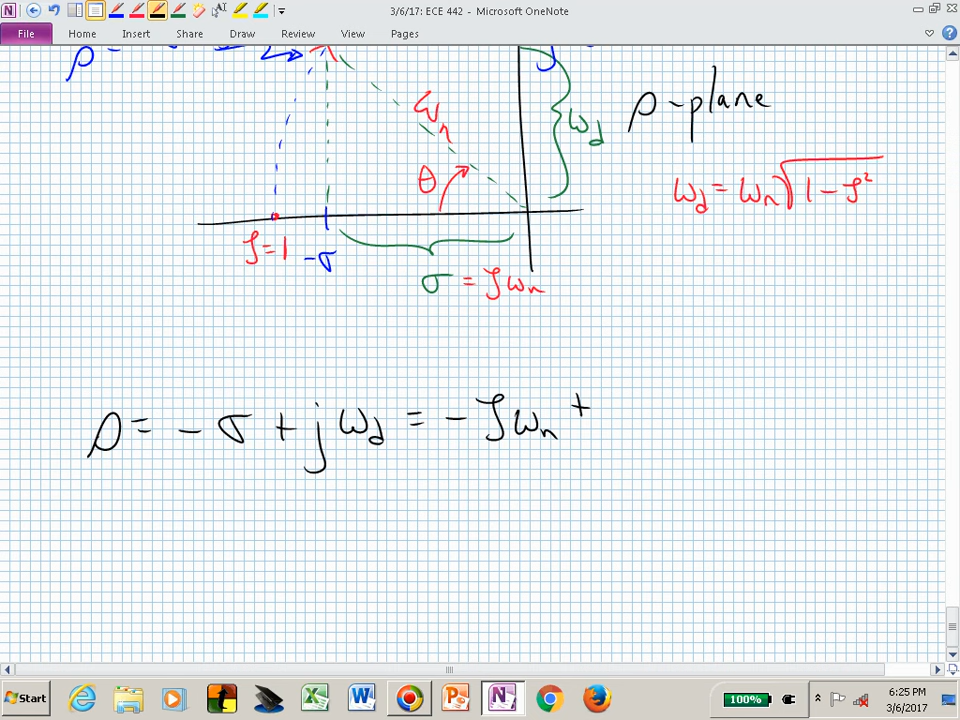 3/6/17: ECE 442 - Microsoft OneNote
File Home Insert Share Draw Review View Pages
ωn
ωd
s-plane
θ
ωd = ωn√(1-ζ²)
ζ=1
-σ
σ = ζωn
s = -σ + jωd = -ζωn +
Start
100%
6:25 PM
3/6/2017